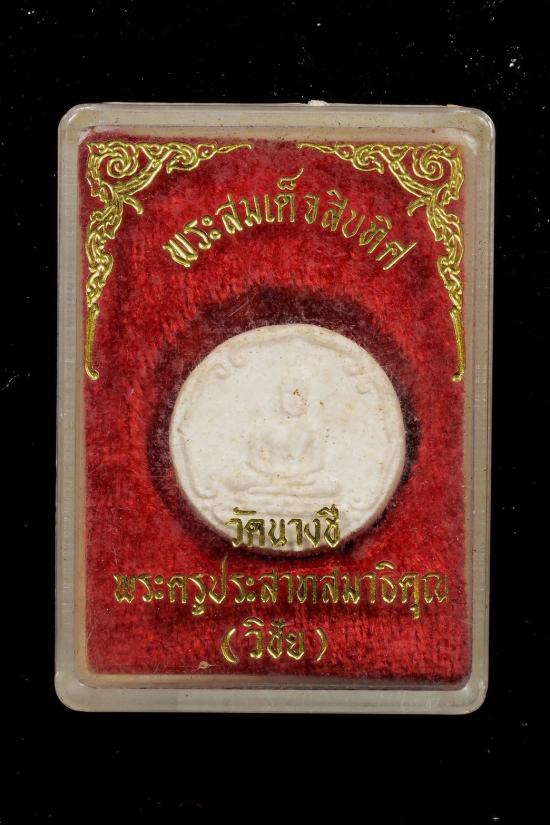 พระสมเด็จสิบทิศ
วัดนางชี
พระครูประสาทสมาธิคุณ
(วิชัย)